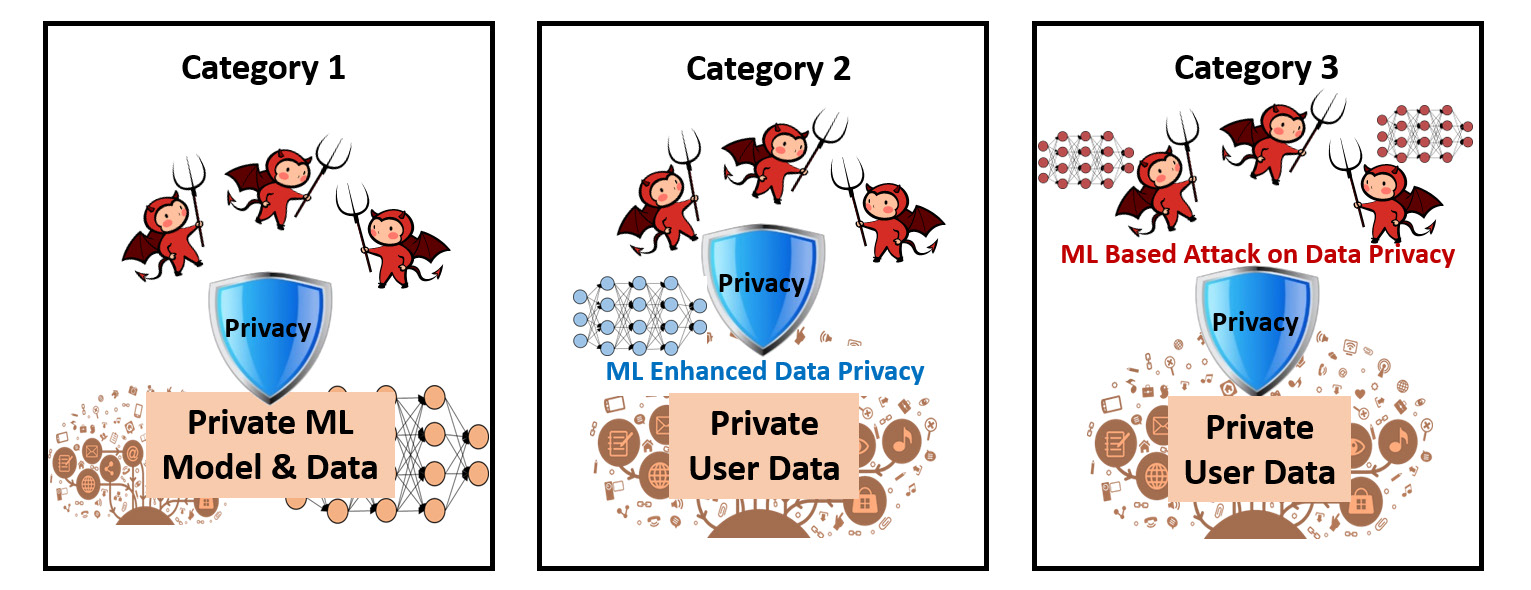 Category 1
Privacy
Private ML
Model & Data
Category 2
Privacy
ML Enhanced Data Privacy
Private
User Data
Category 3
ML Based Attack on Data Privacy
Privacy
Private
User Data